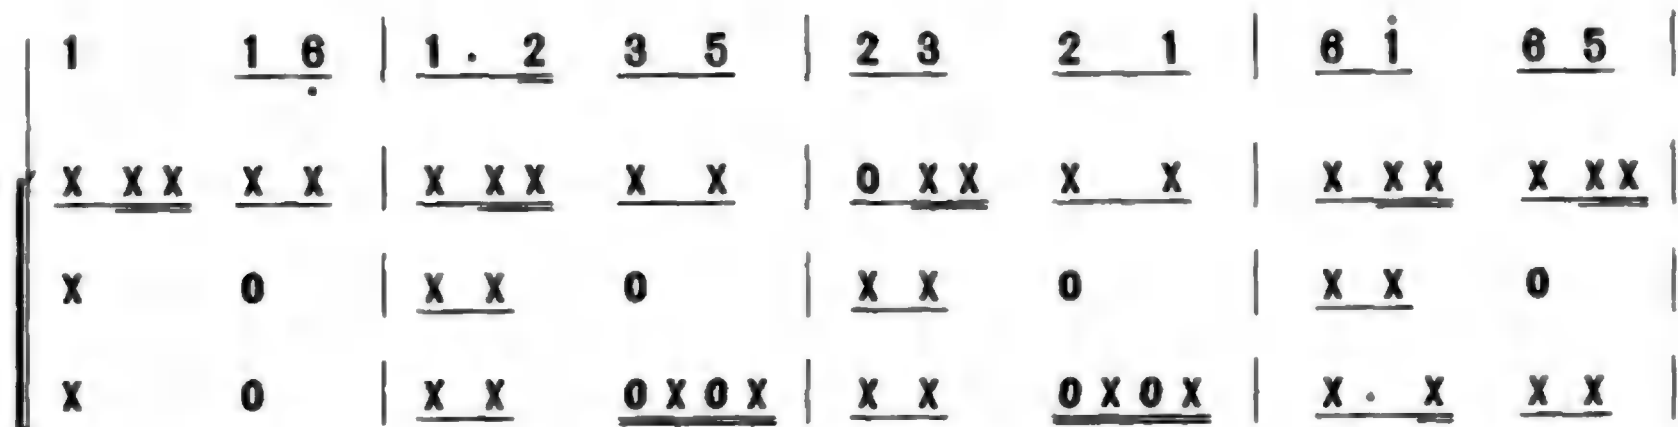 1 1 6̣ | 1 . 2 3 5 | 2 3 2 1 | 6 i 6 5 |
X X X X X | X X X X X | 0 X X X X | X X X X X X |
X 0 | X X 0 | X X 0 | X X 0 |
X 0 | X X 0 X 0 X | X X 0 X 0 X | X . X X X |